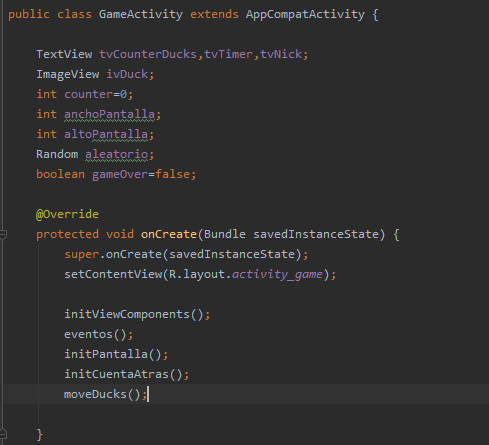 public class GameActivity extends AppCompatActivity {
TextView tvCounterDucks,tvTimer,tvNick;
ImageView ivDuck;
int counter=0;
int anchoPantalla;
int altoPantalla;
Random aleatorio;
boolean gameOver=false;
@Override
protected void onCreate(Bundle savedInstanceState) {
super.onCreate(savedInstanceState);
setContentView(R.layout.activity_game);
initViewComponents();
eventos();
initPantalla();
initCuentaAtras();
moveDucks();
}